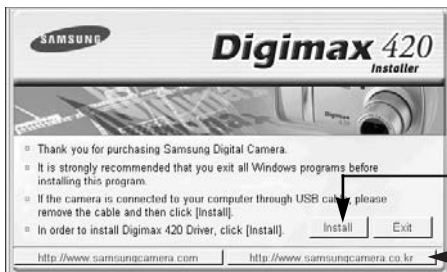 SAMSUNG
Digimax 420
Installer
Thank you for purchasing Samsung Digital Camera.
It is strongly recommended that you exit all Windows programs before
installing this program.
If the camera is connected to your computer through USB cable, please
remove the cable and then click [Install].
In order to install Digimax 420 Driver, click [Install].
Install Exit
http://www.samsungcamera.com http://www.samsungcamera.co.kr